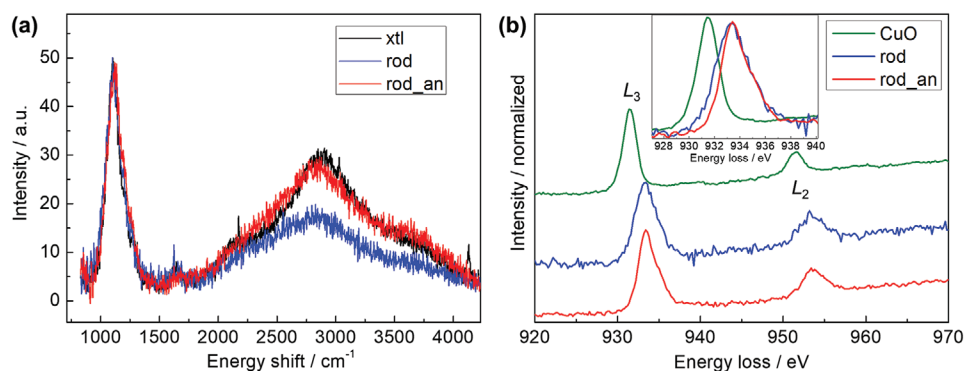 (a)
xtl
rod
rod_an
Intensity / a.u.
50
40
30
20
10
0
1000 1500 2000 2500 3000 3500 4000
Energy shift / cm-1
(b)
CuO
rod
rod_an
L3
L2
928 930 932 934 936 938 940
Energy loss / eV
Intensity / normalized
920 930 940 950 960 970
Energy loss / eV